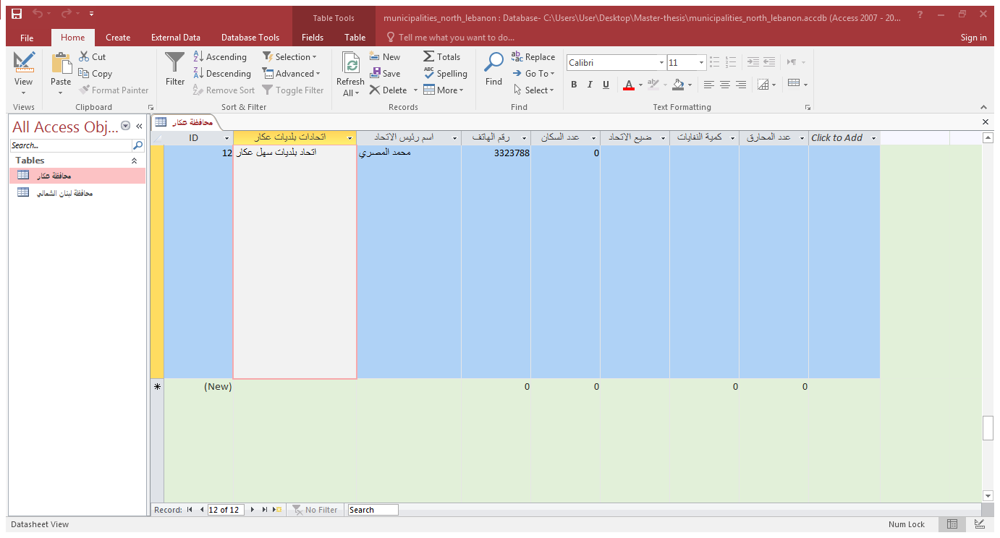 Table Tools
municipalities_north_lebanon : Database- C:\Users\User\Desktop\Master-thesis\municipalities_north_lebanon.accdb (Access 2007 - 20...
File Home Create External Data Database Tools Fields Table Tell me what you want to do... Sign in
View
Views
Paste
Cut
Copy
Format Painter
Clipboard
Filter
Ascending
Descending
Remove Sort
Selection
Advanced
Toggle Filter
Sort & Filter
Refresh All
New
Save
Delete
Totals
Spelling
More
Records
Find
Replace
Go To
Select
Find
Calibri 11
B I U A
Text Formatting
All Access Obj...
Search...
Tables
محافظة عكار
محافظة لبنان الشمالي
محافظة عكار
ID اتحادات بلديات عكار اسم رئيس الاتحاد رقم الهاتف عدد السكان ضيع الاتحاد كمية النفايات عدد المحارق Click to Add
12 اتحاد بلديات سهل عكار محمد المصري 3323788 0
(New) 0 0 0 0
Record: 12 of 12 No Filter Search
Datasheet View Num Lock